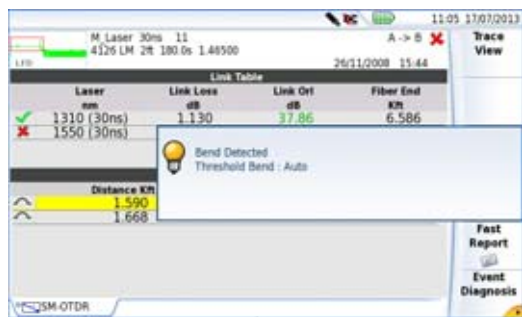 11:05 17/07/2013
M_Laser 30ns 11
4126 LM 2ft 180.0s 1.46500
A -> B
26/11/2008 15:44
Trace View
Link Table
Laser Link Loss Link Orl Fiber End
nm dB dB Kft
1310 (30ns) 1.130 37.86 6.586
1550 (30ns)
Bend Detected
Threshold Bend : Auto
Distance Kft
1.590
1.668
Fast Report
Event Diagnosis
SM-OTDR